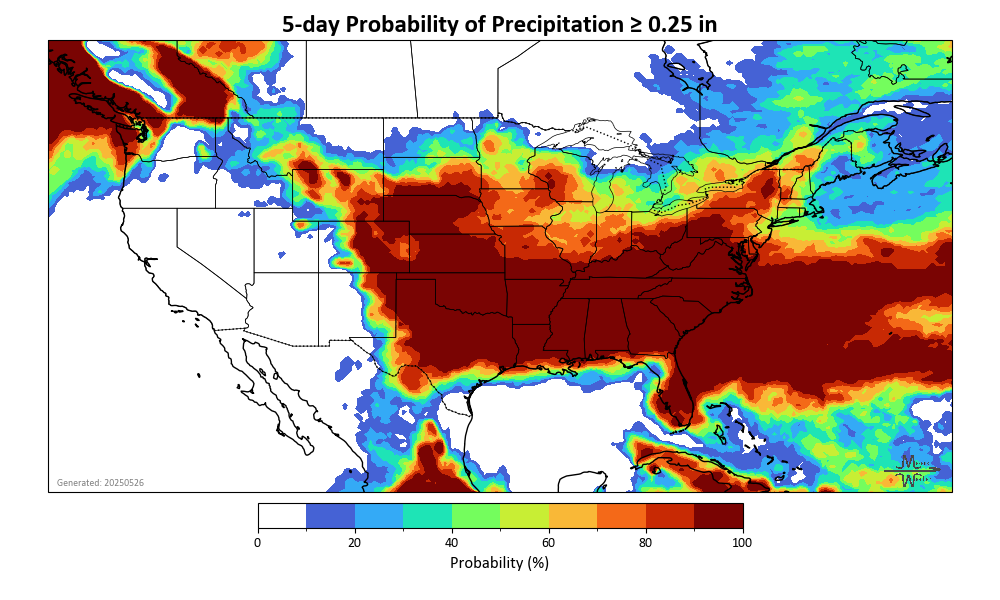 5-day Probability of Precipitation ≥ 0.25 in
Generated: 20250526
0 20 40 60 80 100
Probability (%)